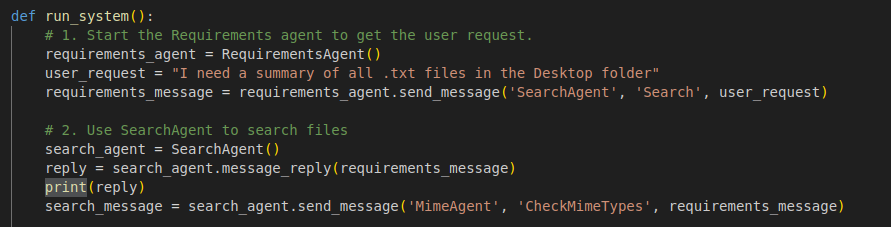 def run_system():
    # 1. Start the Requirements agent to get the user request.
    requirements_agent = RequirementsAgent()
    user_request = "I need a summary of all .txt files in the Desktop folder"
    requirements_message = requirements_agent.send_message('SearchAgent', 'Search', user_request)

    # 2. Use SearchAgent to search files
    search_agent = SearchAgent()
    reply = search_agent.message_reply(requirements_message)
    print(reply)
    search_message = search_agent.send_message('MimeAgent', 'CheckMimeTypes', requirements_message)